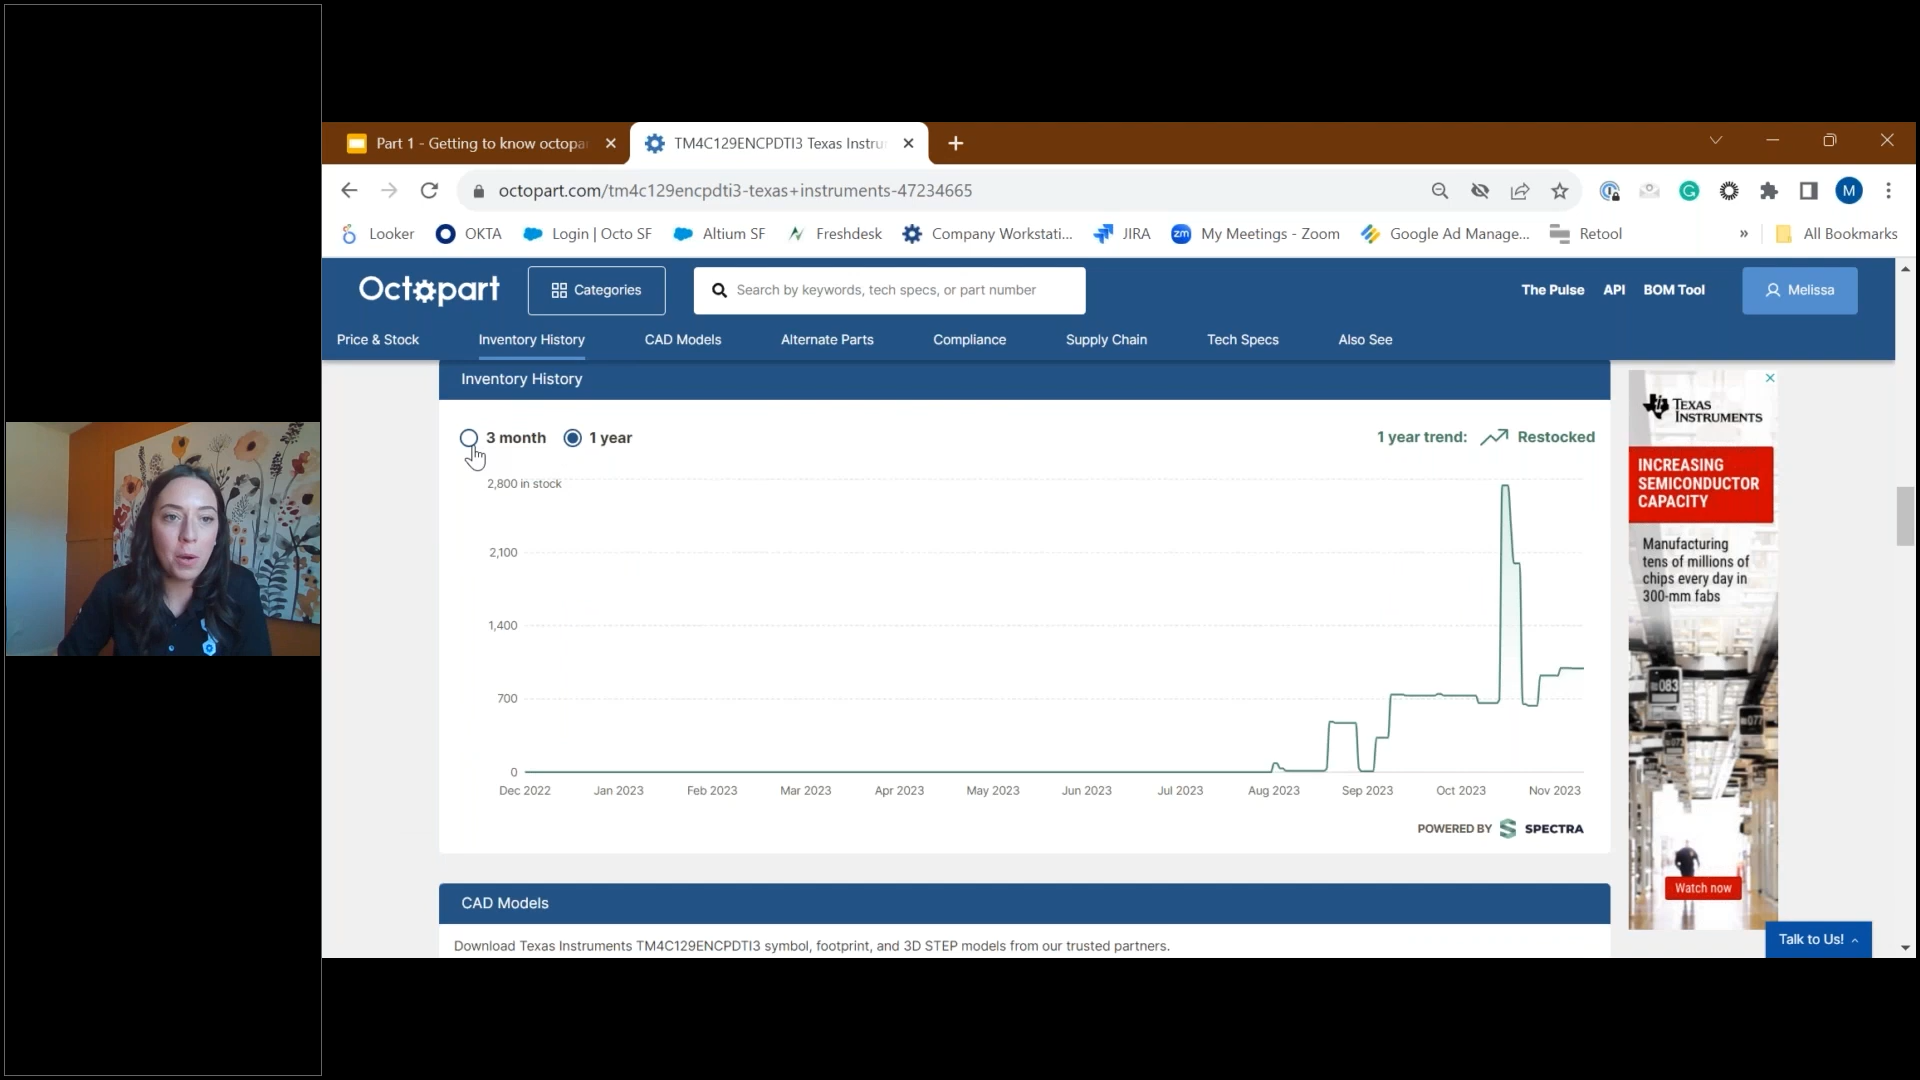 Part 1 - Getting to know octopa
TM4C129ENCPDTI3 Texas Instru
octopart.com/tm4c129encpdti3-texas+instruments-47234665
M
Looker
OKTA
Login | Octo SF
Altium SF
Freshdesk
Company Workstati...
JIRA
zm My Meetings - Zoom
Google Ad Manage...
Retool
»
All Bookmarks
Octopart
Categories
Search by keywords, tech specs, or part number
The Pulse
API
BOM Tool
Melissa
Price & Stock
Inventory History
CAD Models
Alternate Parts
Compliance
Supply Chain
Tech Specs
Also See
Inventory History
3 month
1 year
1 year trend:
Restocked
2,800 in stock
2,100
1,400
700
0
Dec 2022
Jan 2023
Feb 2023
Mar 2023
Apr 2023
May 2023
Jun 2023
Jul 2023
Aug 2023
Sep 2023
Oct 2023
Nov 2023
POWERED BY SPECTRA
CAD Models
Download Texas Instruments TM4C129ENCPDTI3 symbol, footprint, and 3D STEP models from our trusted partners.
TEXAS
INSTRUMENTS
INCREASING
SEMICONDUCTOR
CAPACITY
Manufacturing
tens of millions of
chips every day in
300-mm fabs
083
Watch now
Talk to Us!